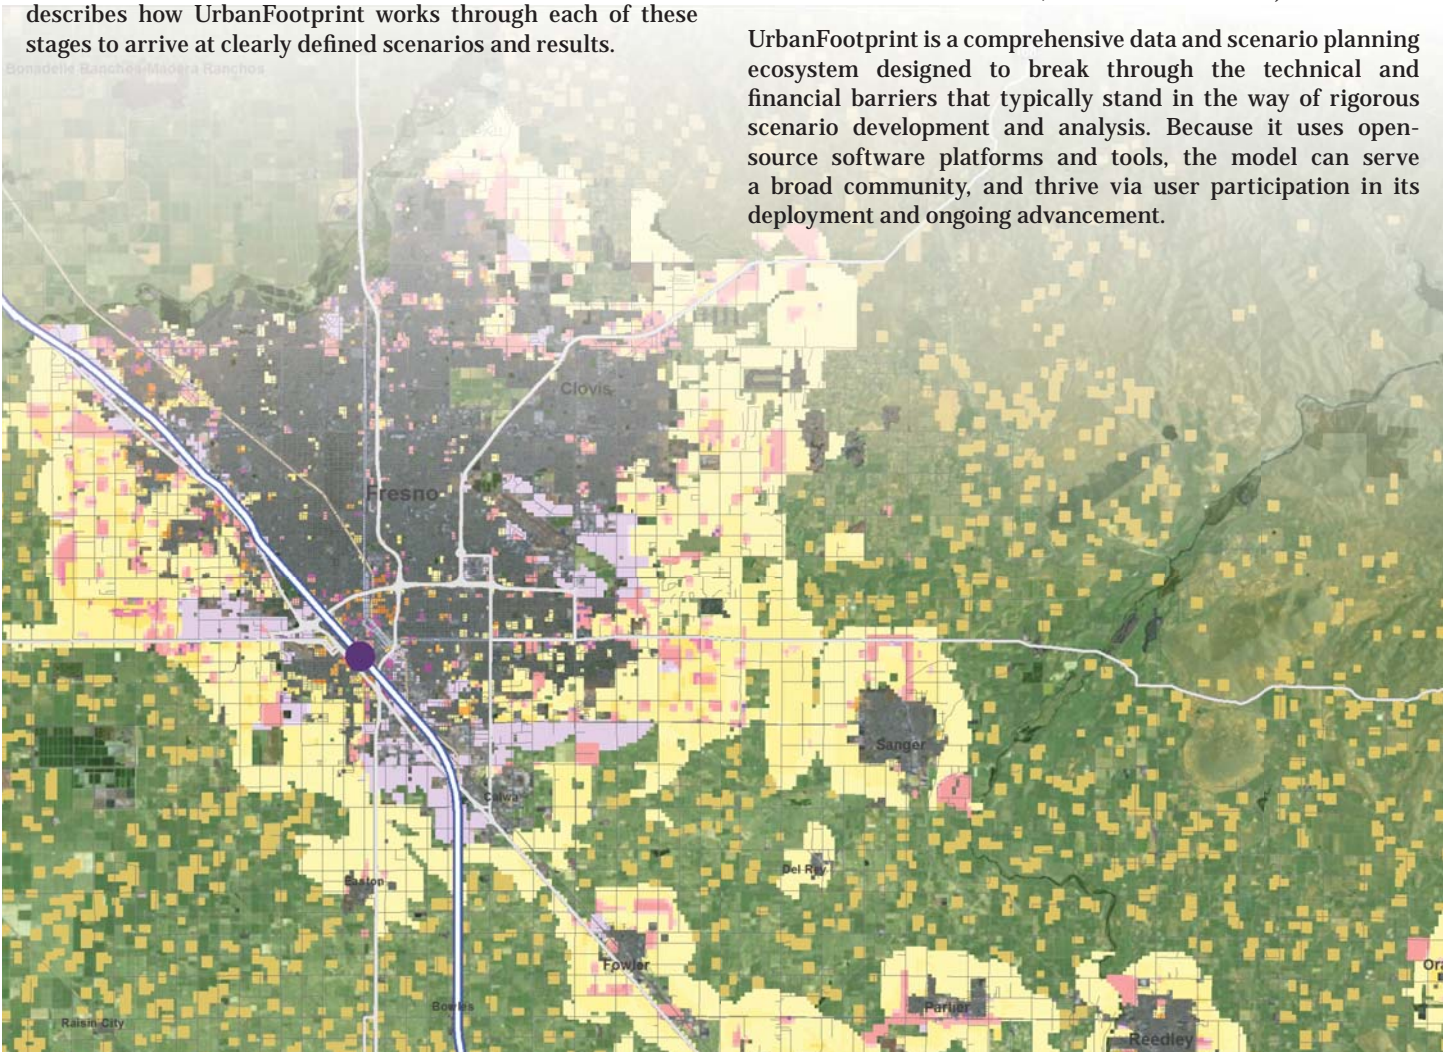 describes how UrbanFootprint works through each of these
stages to arrive at clearly defined scenarios and results.
UrbanFootprint is a comprehensive data and scenario planning
ecosystem designed to break through the technical and
financial barriers that typically stand in the way of rigorous
scenario development and analysis. Because it uses open-
source software platforms and tools, the model can serve
a broad community, and thrive via user participation in its
deployment and ongoing advancement.
Bonadelle Ranchos-Madera Ranchos
Clovis
Fresno
Sanger
Calwa
Del Rey
Easton
Fowler
Bowles
Parlier
Raisin City
Reedley